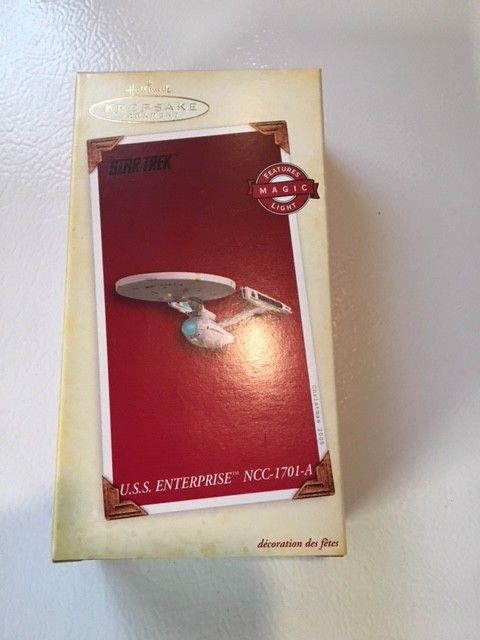 Hallmark
KEEPSAKE
ORNAMENT
STAR TREK
FEATURES
MAGIC
LIGHT
Christmas 2005
U.S.S. ENTERPRISE™ NCC-1701-A
décoration des fêtes